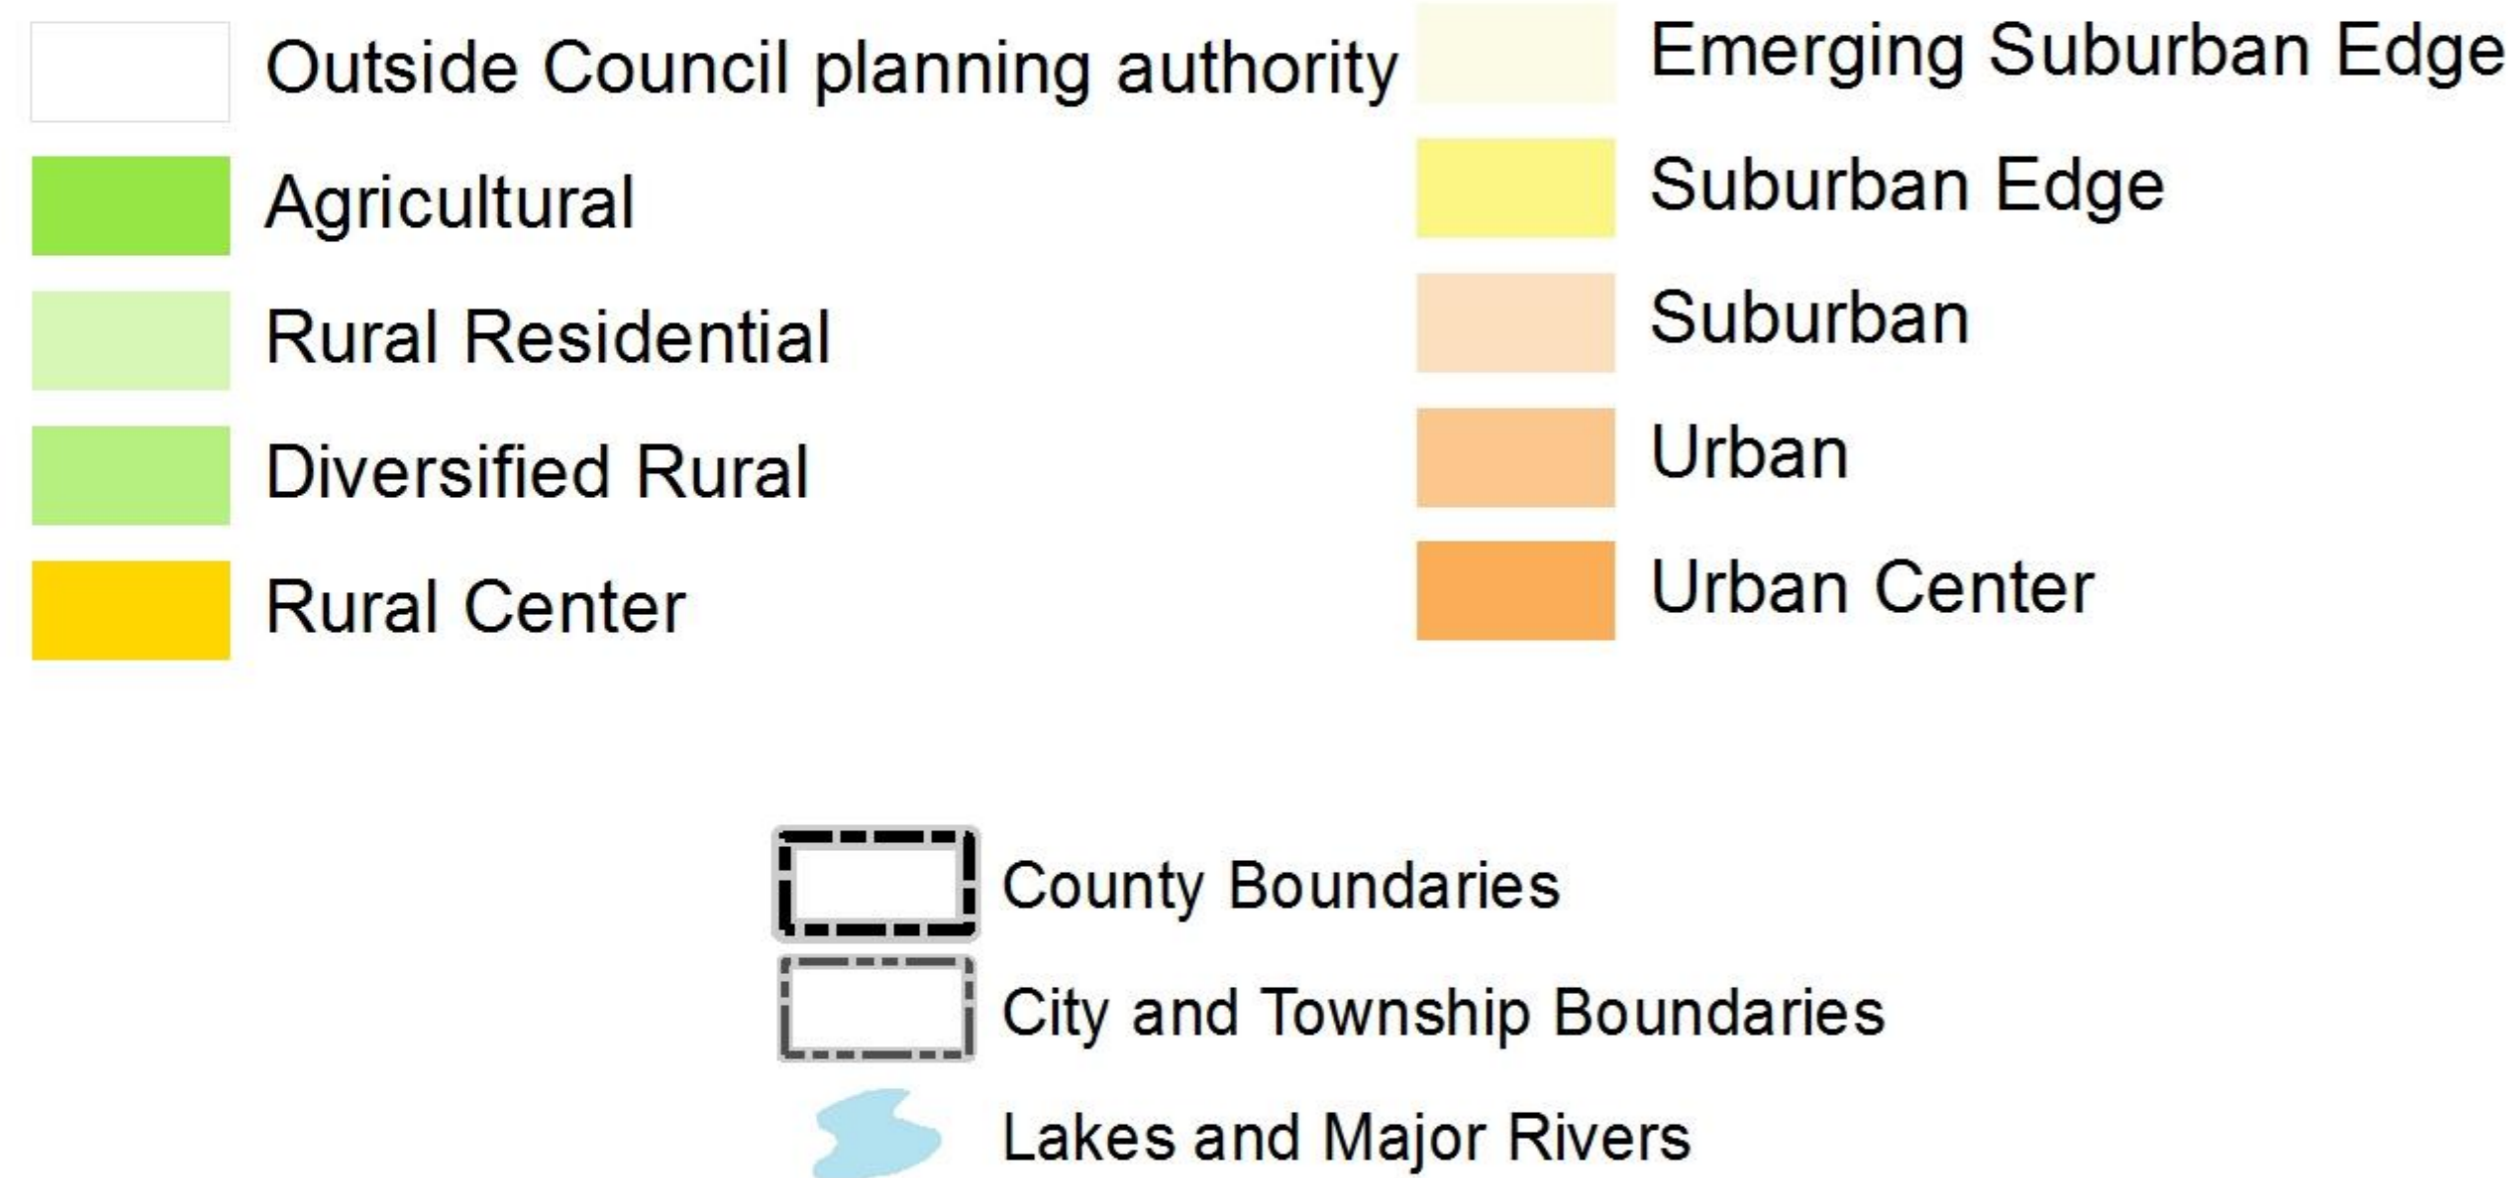 Outside Council planning authority
Agricultural
Rural Residential
Diversified Rural
Rural Center
Emerging Suburban Edge
Suburban Edge
Suburban
Urban
Urban Center
County Boundaries
City and Township Boundaries
Lakes and Major Rivers